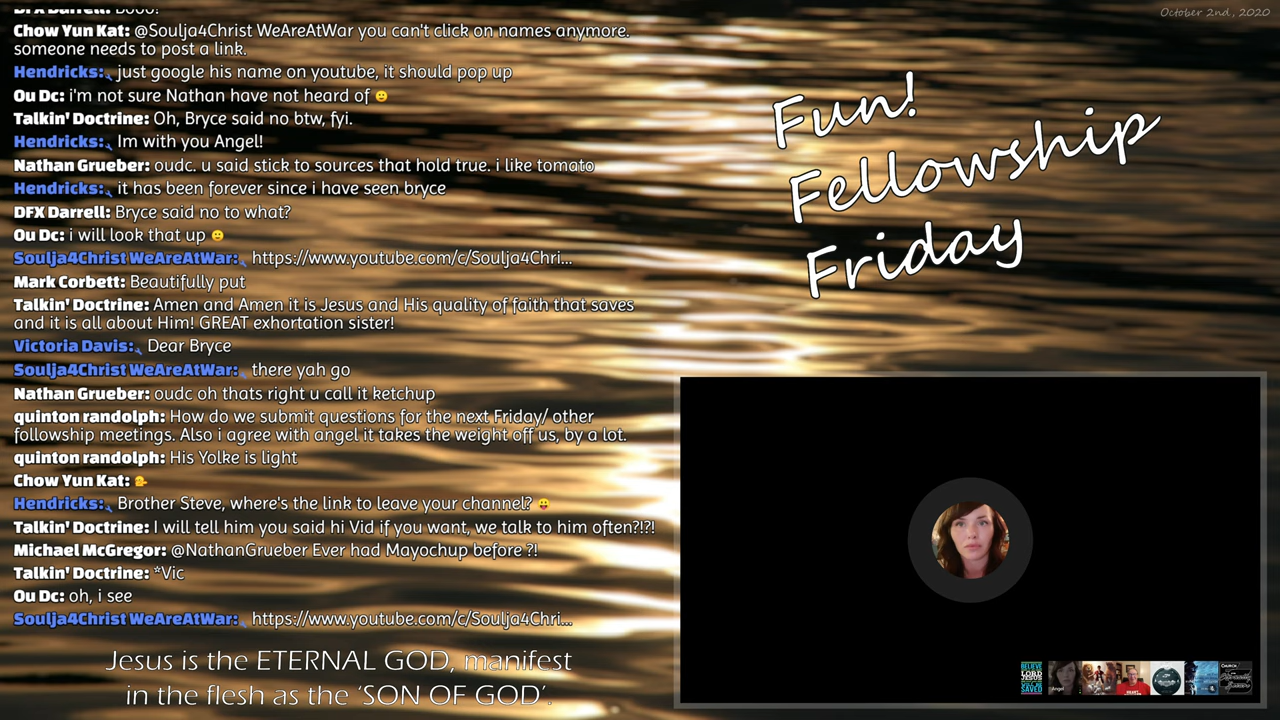 DFX Darrell: Booo!
October 2nd, 2020
Chow Yun Kat: @Soulja4Christ WeAreAtWar you can't click on names anymore.
someone needs to post a link.
Hendricks: just google his name on youtube, it should pop up
Ou Dc: i'm not sure Nathan have not heard of 🙂
Talkin' Doctrine: Oh, Bryce said no btw, fyi.
Hendricks: Im with you Angel!
Nathan Grueber: oudc. u said stick to sources that hold true. i like tomato
Hendricks: it has been forever since i have seen bryce
DFX Darrell: Bryce said no to what?
Ou Dc: i will look that up 🙂
Soulja4Christ WeAreAtWar: https://www.youtube.com/c/Soulja4Chri...
Mark Corbett: Beautifully put
Talkin' Doctrine: Amen and Amen it is Jesus and His quality of faith that saves
and it is all about Him! GREAT exhortation sister!
Victoria Davis: Dear Bryce
Soulja4Christ WeAreAtWar: there yah go
Nathan Grueber: oudc oh thats right u call it ketchup
quinton randolph: How do we submit questions for the next Friday/ other
followship meetings. Also i agree with angel it takes the weight off us, by a lot.
quinton randolph: His Yolke is light
Chow Yun Kat:
Hendricks: Brother Steve, where's the link to leave your channel? 😛
Talkin' Doctrine: I will tell him you said hi Vid if you want, we talk to him often?!?!
Michael McGregor: @NathanGrueber Ever had Mayochup before ?!
Talkin' Doctrine: *Vic
Ou Dc: oh, i see
Soulja4Christ WeAreAtWar: https://www.youtube.com/c/Soulja4Chri...
Jesus is the ETERNAL GOD, manifest
in the flesh as the 'SON OF GOD'.
Fun!
Fellowship
Friday
BELIEVE
LORD
JESUS
SAVED
Angel
CHURCH